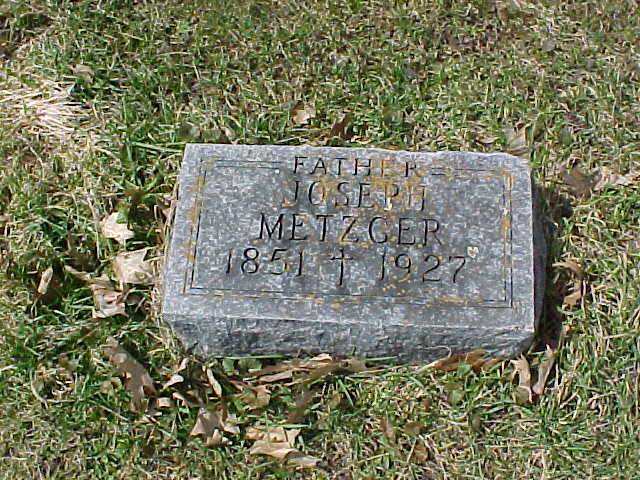 FATHER
JOSEPH
METZGER
1851 † 1927